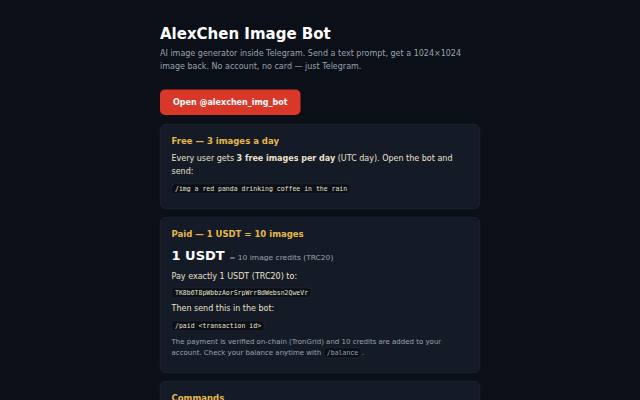 AlexChen Image Bot
AI image generator inside Telegram. Send a text prompt, get a 1024×1024
image back. No account, no card — just Telegram.
Open @alexchen_img_bot
Free — 3 images a day
Every user gets 3 free images per day (UTC day). Open the bot and
send:
/img a red panda drinking coffee in the rain
Paid — 1 USDT = 10 images
1 USDT = 10 image credits (TRC20)
Pay exactly 1 USDT (TRC20) to:
Then send this in the bot:
/paid <transaction id>
The payment is verified on-chain (TronGrid) and 10 credits are added to your
account. Check your balance anytime with /balance.
Commands